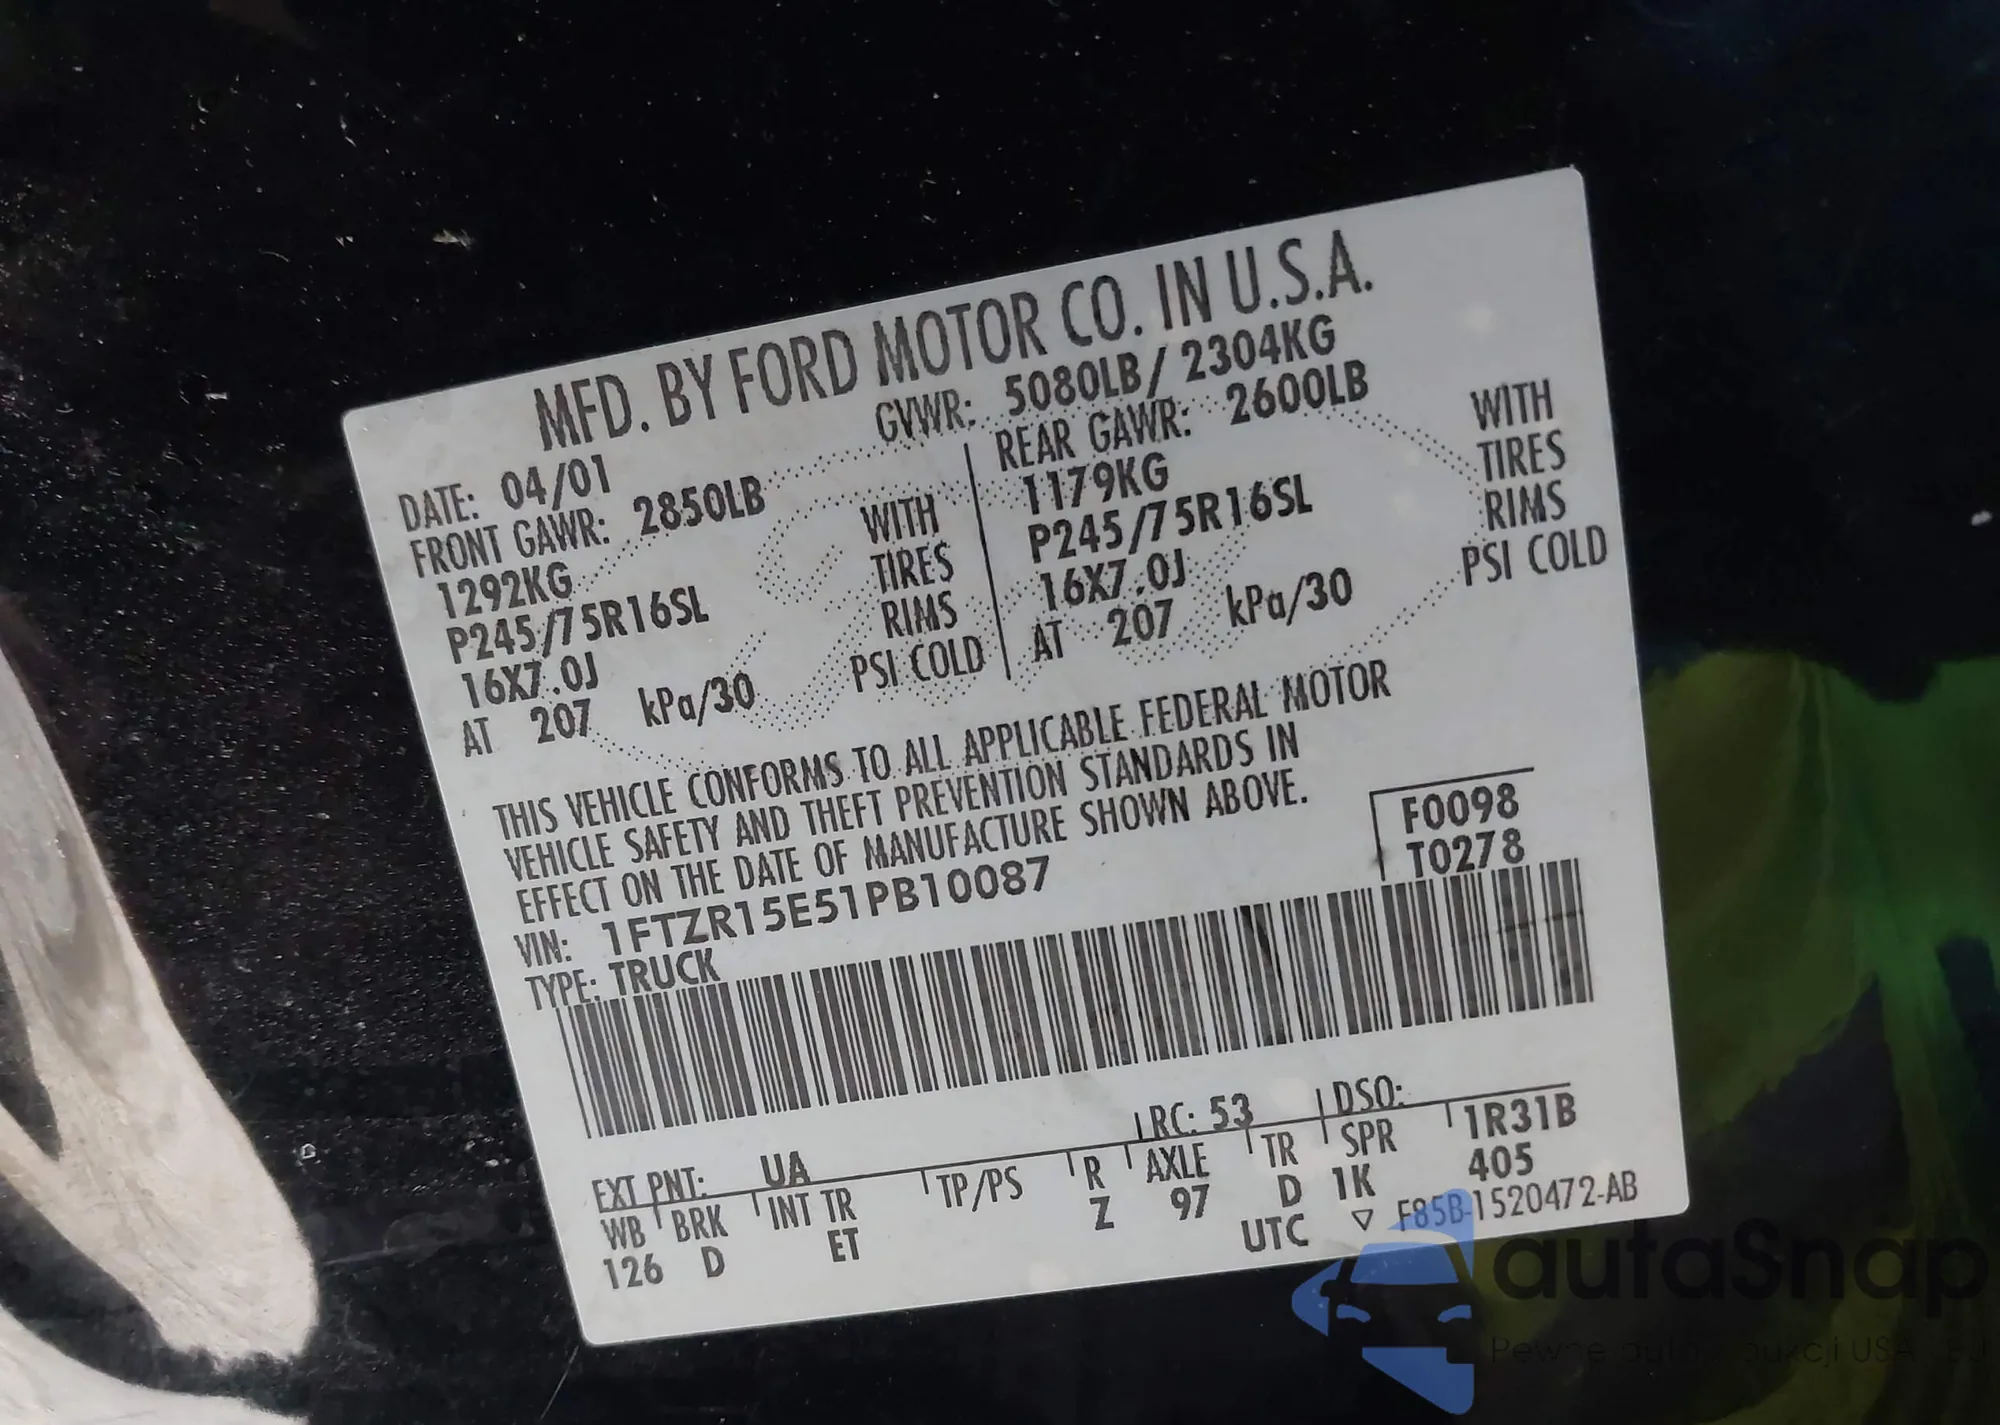 MFD. BY FORD MOTOR CO. IN U.S.A.
DATE: 04/01 GVWR: 5080LB/ 2304KG
FRONT GAWR: 2850LB REAR GAWR: 2600LB
1292KG WITH 1179KG WITH
P245/75R16SL TIRES P245/75R16SL TIRES
16X7.0J RIMS 16X7.0J RIMS
AT 207 kPa/30 PSI COLD AT 207 kPa/30 PSI COLD
THIS VEHICLE CONFORMS TO ALL APPLICABLE FEDERAL MOTOR
VEHICLE SAFETY AND THEFT PREVENTION STANDARDS IN
EFFECT ON THE DATE OF MANUFACTURE SHOWN ABOVE.
VIN: 1FTZR15E51PB10087 F0098
TYPE: TRUCK T0278
EXT PNT: UA RC: 53 DSO:
WB BRK INT TR TP/PS R AXLE TR SPR 1R31B
126 D ET Z 97 D 1K 405
UTC ▽ F85B-1520472-AB
autaSnap
Pewne auta z aukcji USA